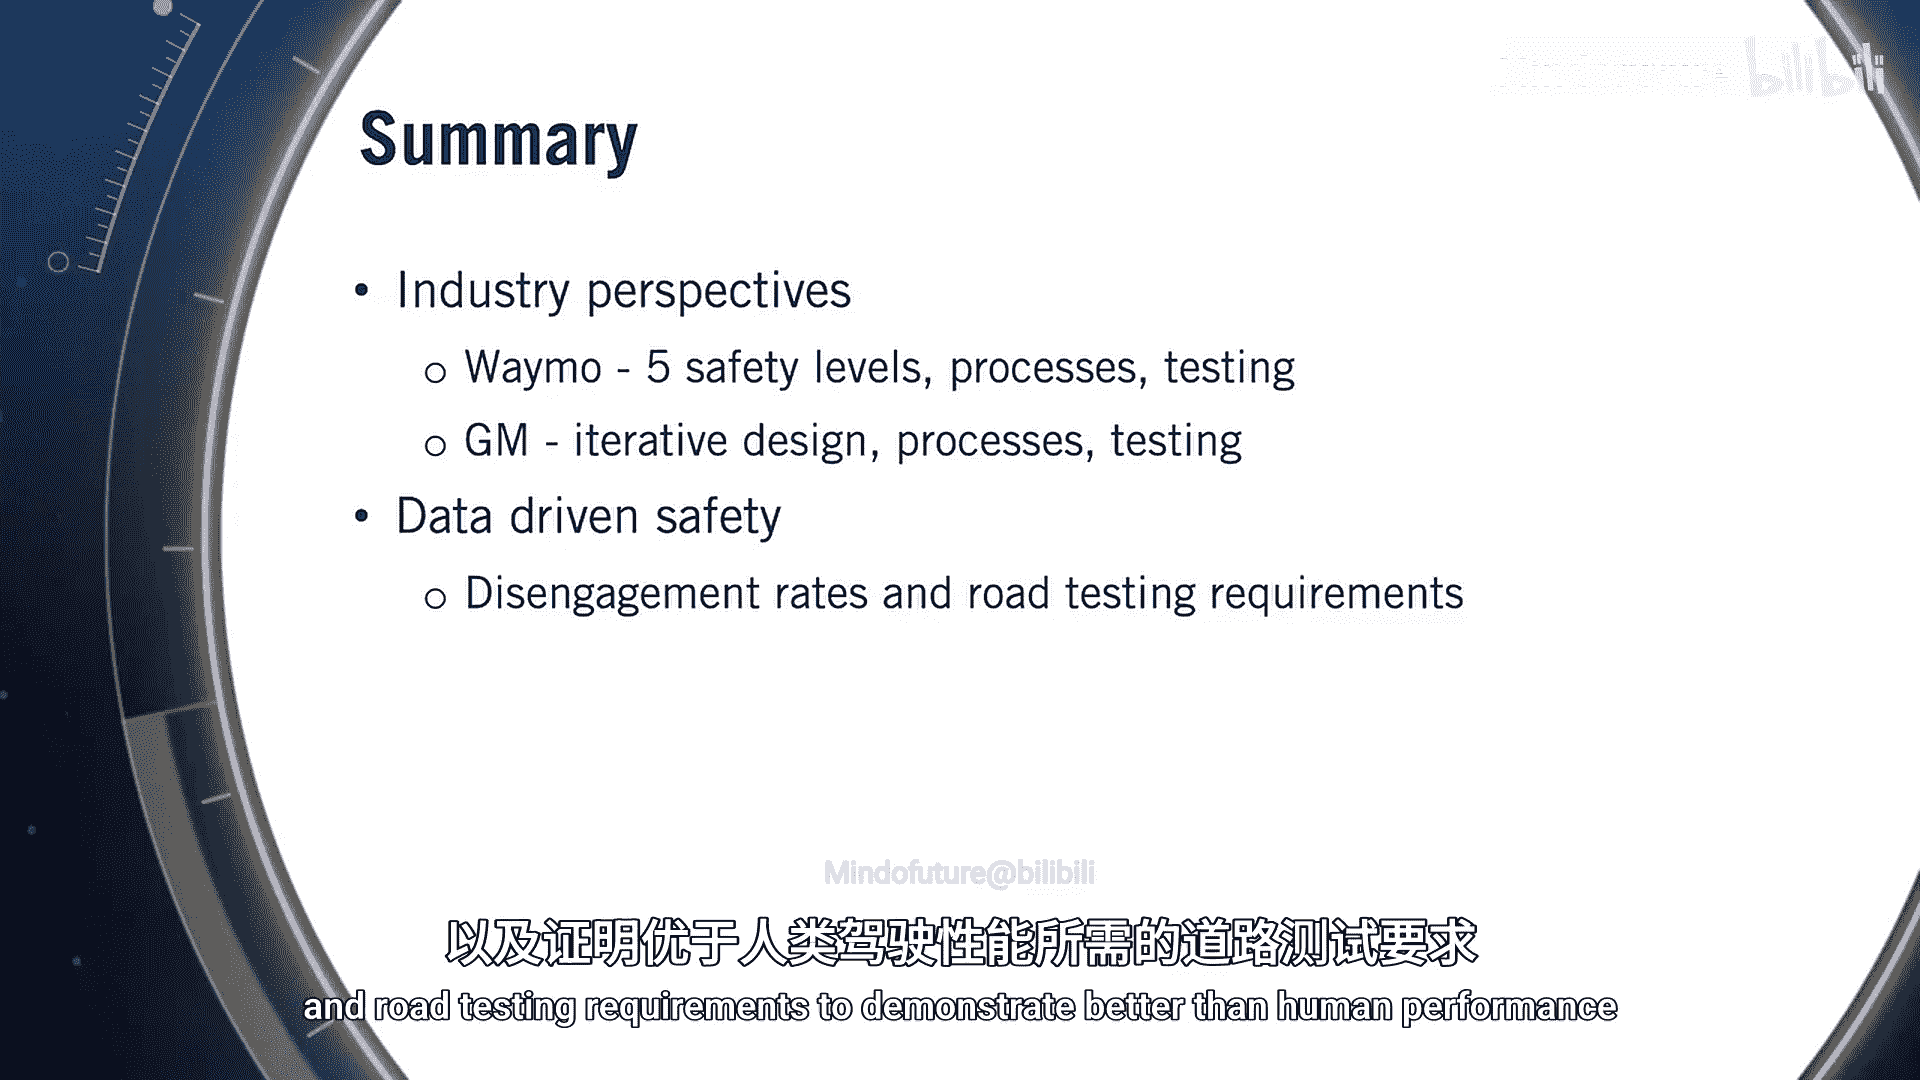 bilibili
Summary
• Industry perspectives
o Waymo - 5 safety levels, processes, testing
o GM - iterative design, processes, testing
• Data driven safety
o Disengagement rates and road testing requirements
Mindofuture@bilibili
以及证明优于人类驾驶性能所需的道路测试要求
and road testing requirements to demonstrate better than human performance